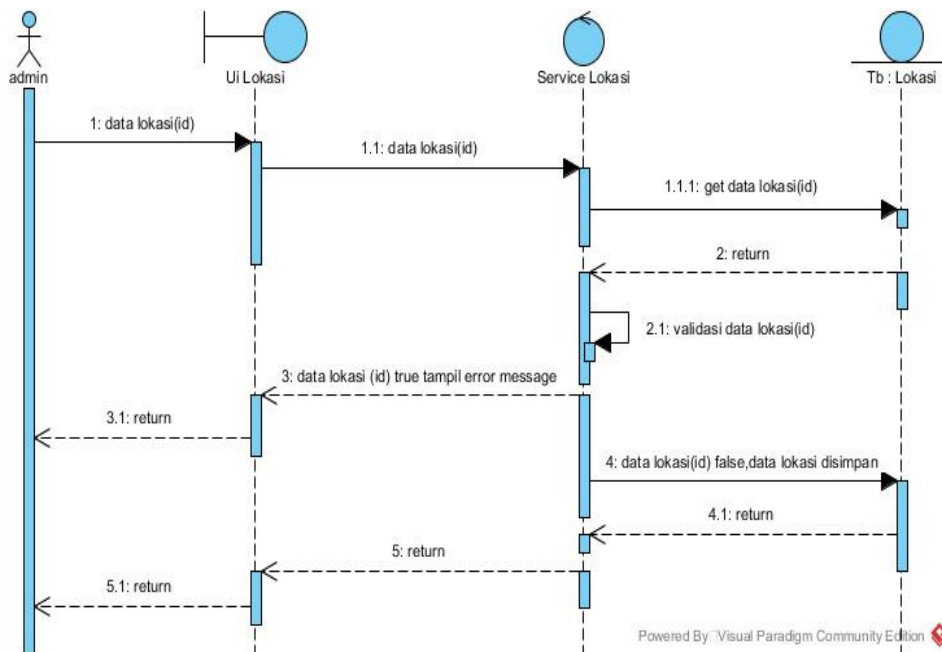 admin
Ui Lokasi
Service Lokasi
Tb : Lokasi
1: data lokasi(id)
1.1: data lokasi(id)
1.1.1: get data lokasi(id)
2: return
2.1: validasi data lokasi(id)
3: data lokasi (id) true tampil error message
3.1: return
4: data lokasi(id) false,data lokasi disimpan
4.1: return
5: return
5.1: return
Powered By Visual Paradigm Community Edition